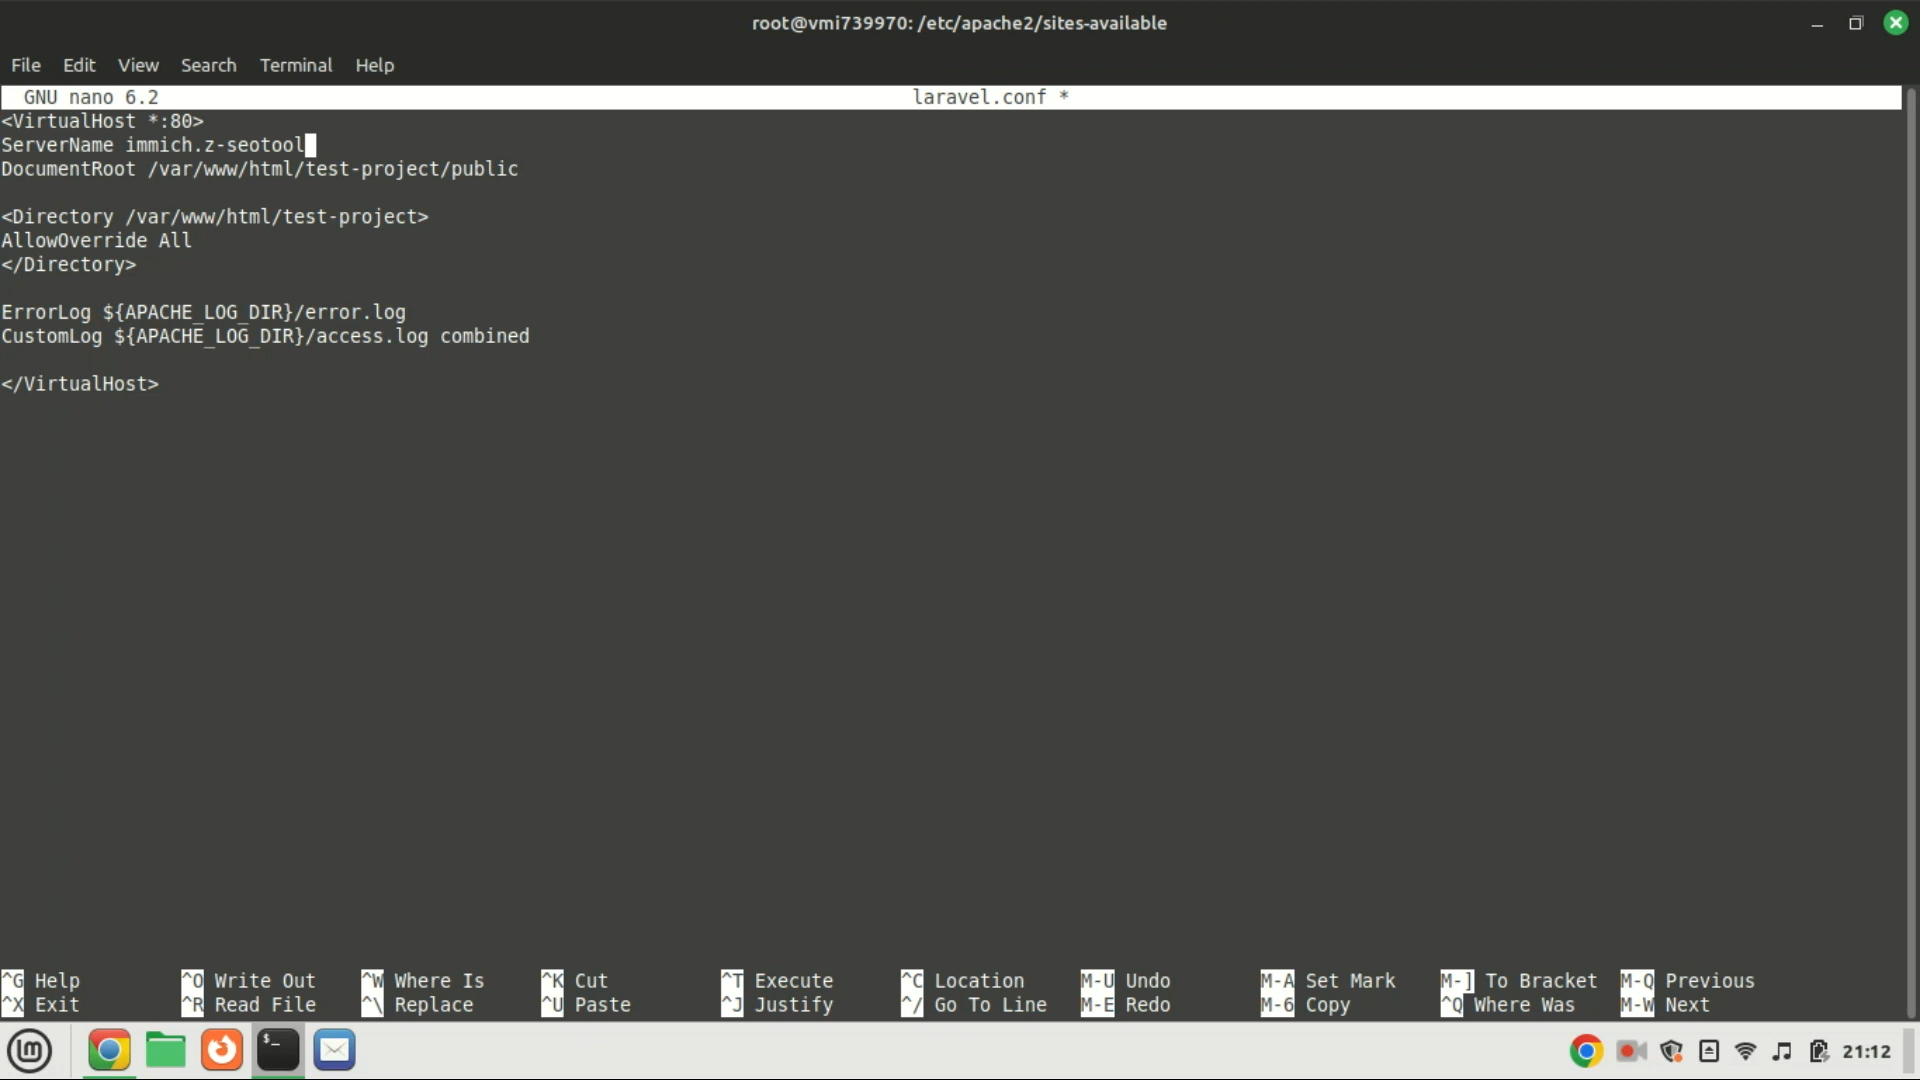 root@vmi739970: /etc/apache2/sites-available
File Edit View Search Terminal Help
GNU nano 6.2 laravel.conf *
<VirtualHost *:80>
ServerName immich.z-seotool
DocumentRoot /var/www/html/test-project/public
<Directory /var/www/html/test-project>
AllowOverride All
</Directory>
ErrorLog ${APACHE_LOG_DIR}/error.log
CustomLog ${APACHE_LOG_DIR}/access.log combined
</VirtualHost>
^G Help ^O Write Out ^W Where Is ^K Cut ^T Execute ^C Location M-U Undo M-A Set Mark M-] To Bracket M-Q Previous
^X Exit ^R Read File ^\ Replace ^U Paste ^J Justify ^/ Go To Line M-E Redo M-6 Copy ^Q Where Was M-W Next
$_
21:12